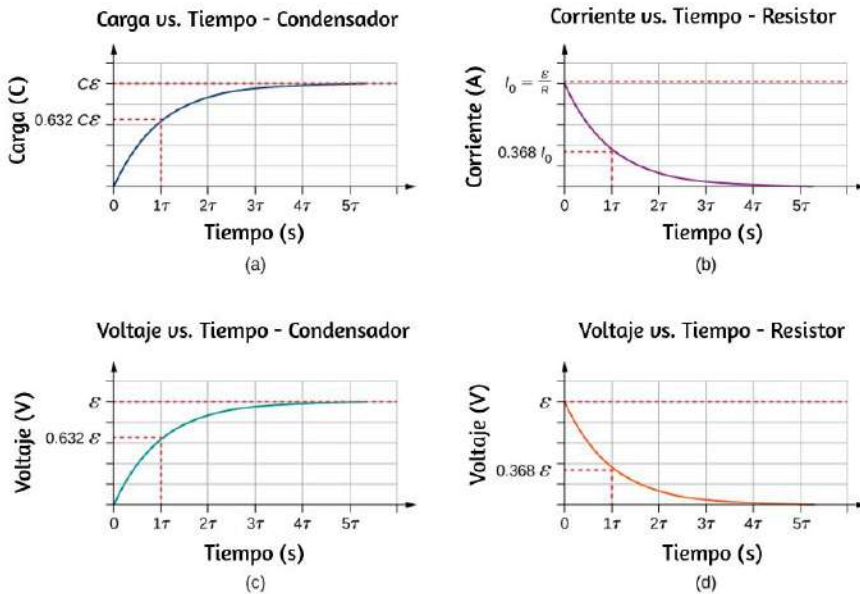 Carga vs. Tiempo - Condensador
Carga (C)
Cℰ
0.632 Cℰ
0 1τ 2τ 3τ 4τ 5τ
Tiempo (s)
(a)
Corriente vs. Tiempo - Resistor
Corriente (A)
I₀ = ℰ/R
0.368 I₀
0 1τ 2τ 3τ 4τ 5τ
Tiempo (s)
(b)
Voltaje vs. Tiempo - Condensador
Voltaje (V)
ℰ
0.632 ℰ
0 1τ 2τ 3τ 4τ 5τ
Tiempo (s)
(c)
Voltaje vs. Tiempo - Resistor
Voltaje (V)
ℰ
0.368 ℰ
0 1τ 2τ 3τ 4τ 5τ
Tiempo (s)
(d)